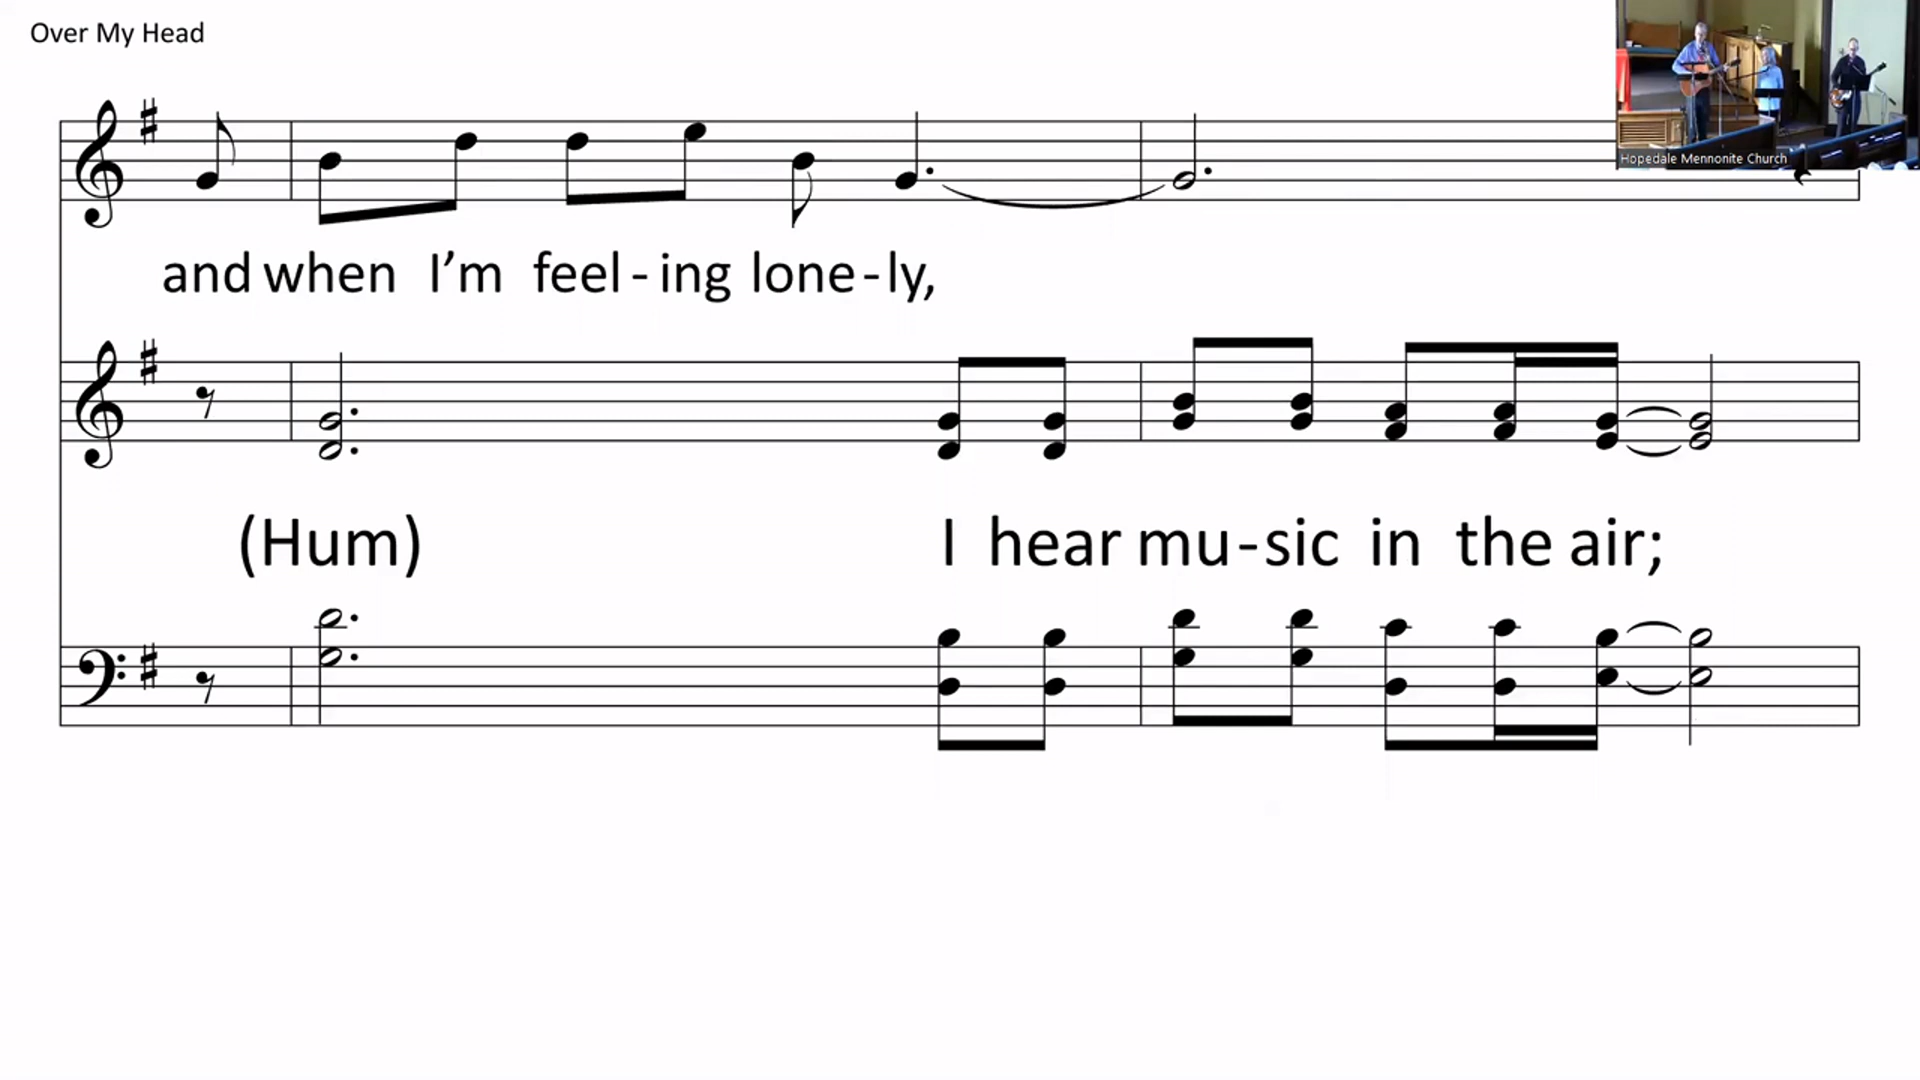 Over My Head
Hopedale Mennonite Church
and when I’m feel - ing lone - ly,
(Hum) I hear mu - sic in the air;